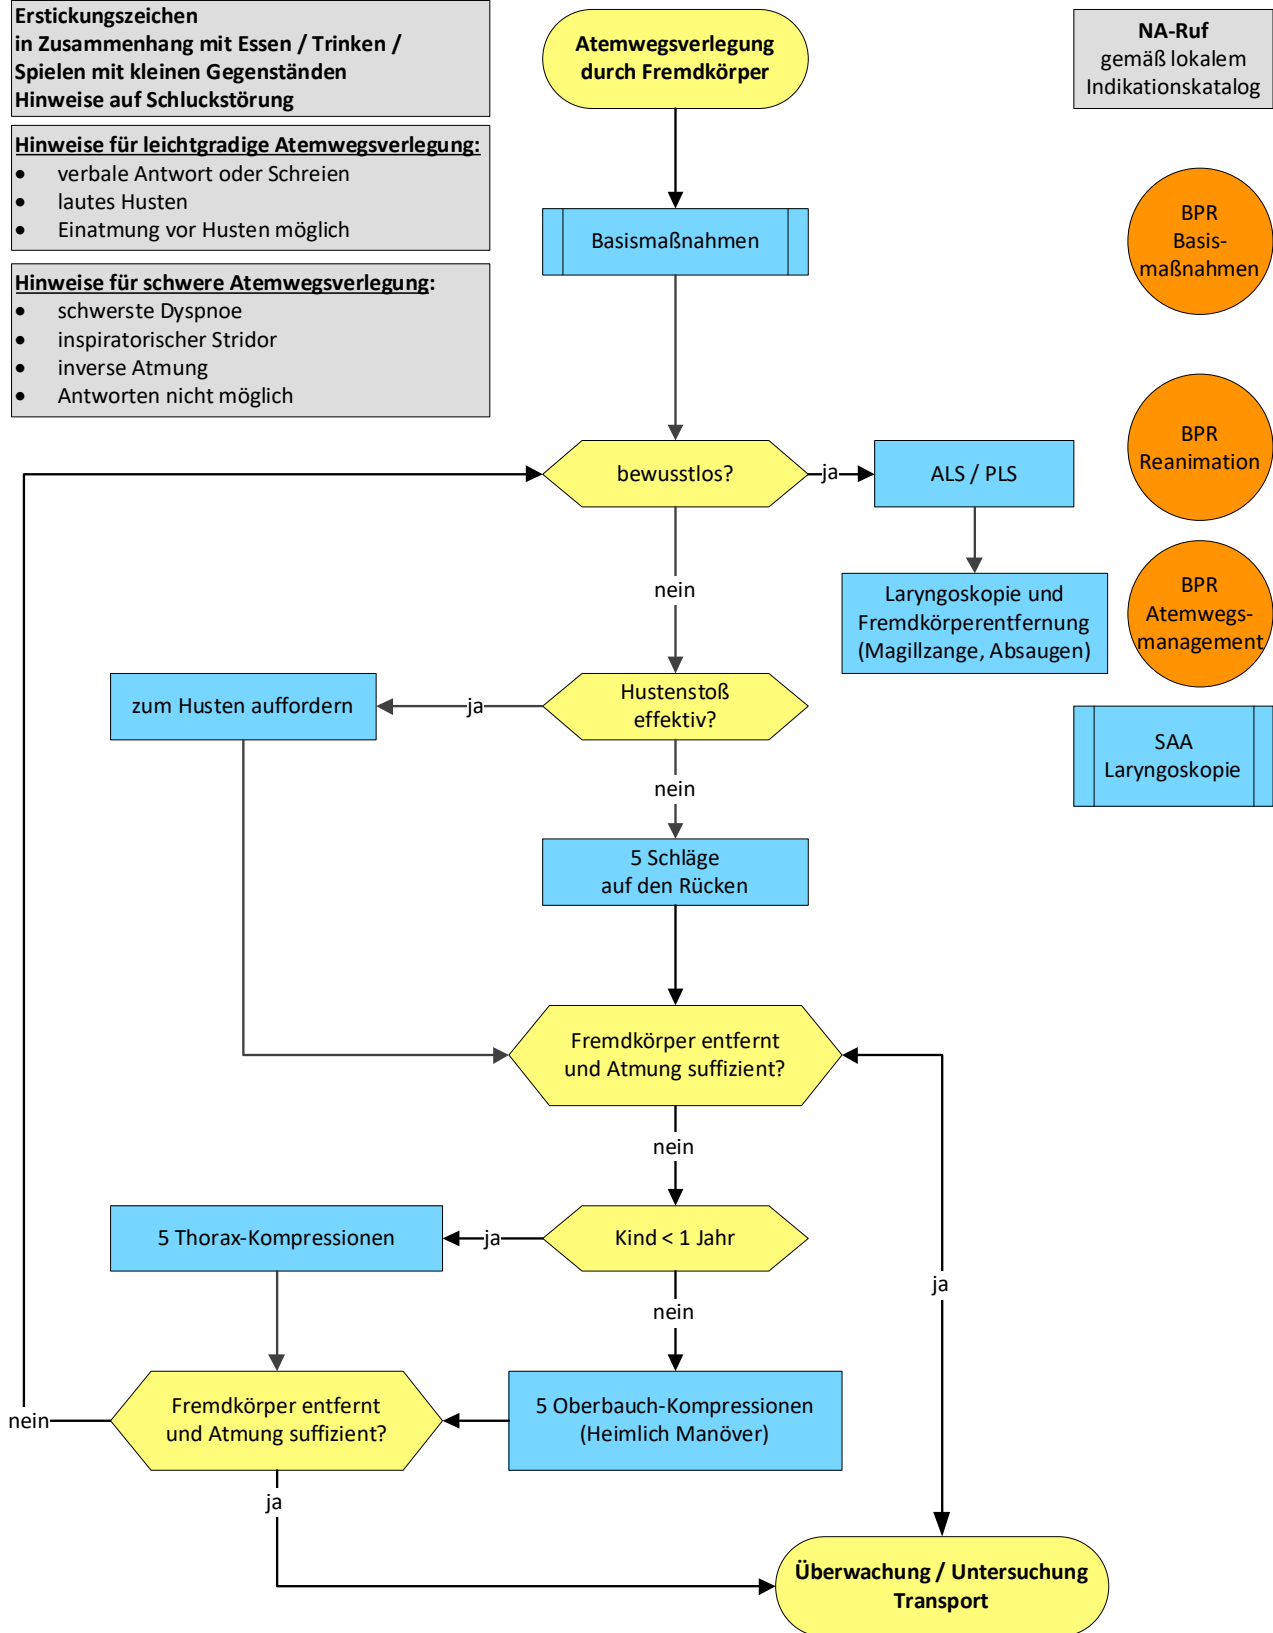 Erstickungszeichen
in Zusammenhang mit Essen / Trinken /
Spielen mit kleinen Gegenständen
Hinweise auf Schluckstörung
Hinweise für leichtgradige Atemwegsverlegung:
• verbale Antwort oder Schreien
• lautes Husten
• Einatmung vor Husten möglich
Hinweise für schwere Atemwegsverlegung:
• schwerste Dyspnoe
• inspiratorischer Stridor
• inverse Atmung
• Antworten nicht möglich
Atemwegsverlegung
durch Fremdkörper
NA-Ruf
gemäß lokalem
Indikationskatalog
Basismaßnahmen
BPR
Basis-
maßnahmen
bewusstlos?
ja
ALS / PLS
BPR
Reanimation
nein
Laryngoskopie und
Fremdkörperentfernung
(Magillzange, Absaugen)
BPR
Atemwegs-
management
zum Husten auffordern
ja
Hustenstoß
effektiv?
SAA
Laryngoskopie
nein
5 Schläge
auf den Rücken
Fremdkörper entfernt
und Atmung suffizient?
nein
5 Thorax-Kompressionen
ja
Kind < 1 Jahr
ja
nein
nein
Fremdkörper entfernt
und Atmung suffizient?
5 Oberbauch-Kompressionen
(Heimlich Manöver)
ja
Überwachung / Untersuchung
Transport